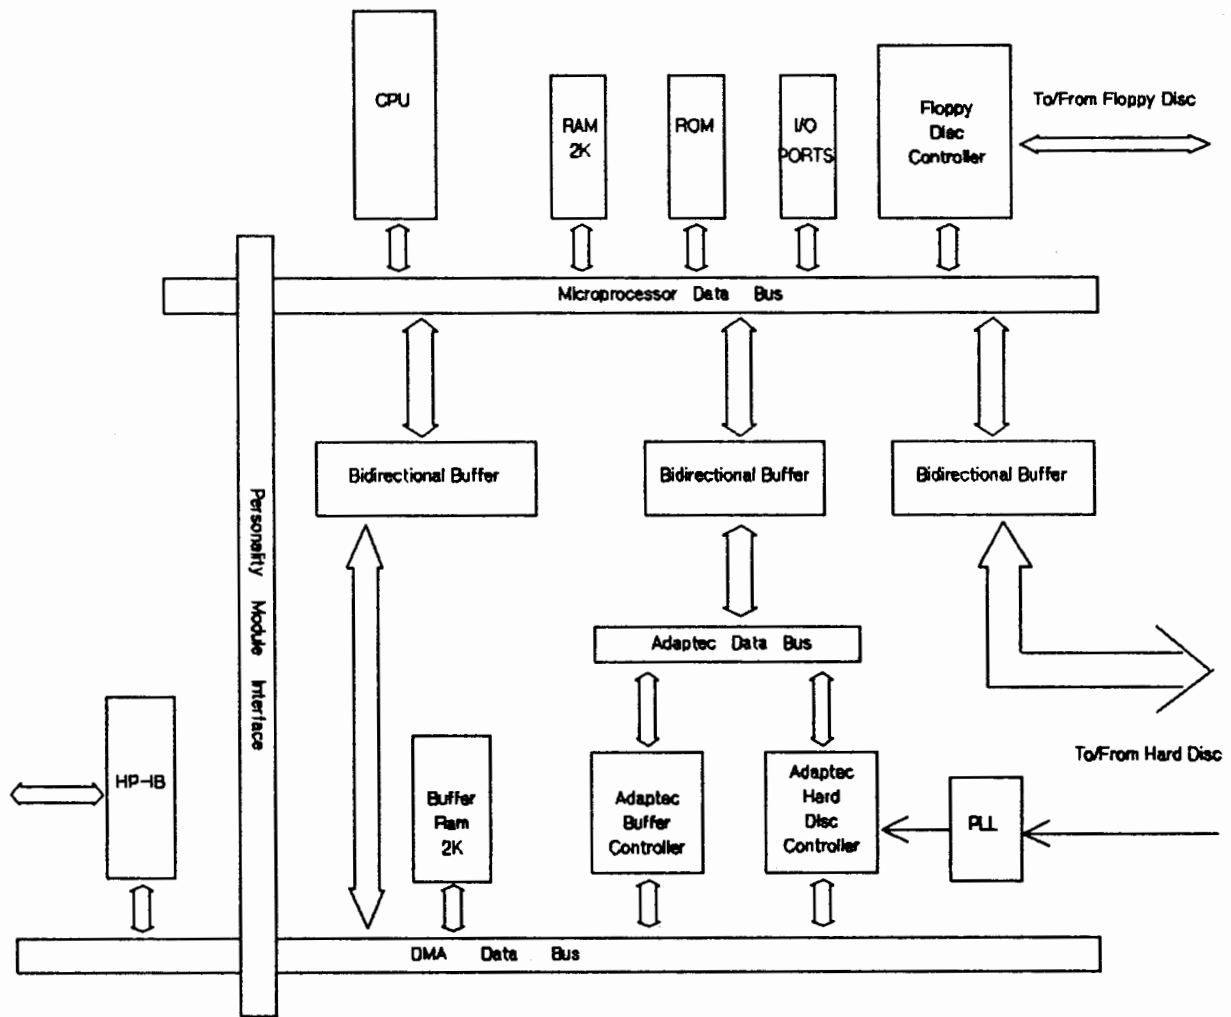 CPU
RAM
2K
ROM
I/O
PORTS
Floppy
Disc
Controller
To/From Floppy Disc
Microprocessor Data Bus
Bidirectional Buffer
Bidirectional Buffer
Bidirectional Buffer
Personality Module Interface
Adaptec Data Bus
HP-IB
Buffer
Ram
2K
Adaptec
Buffer
Controller
Adaptec
Hard
Disc
Controller
PLL
To/From Hard Disc
DMA Data Bus